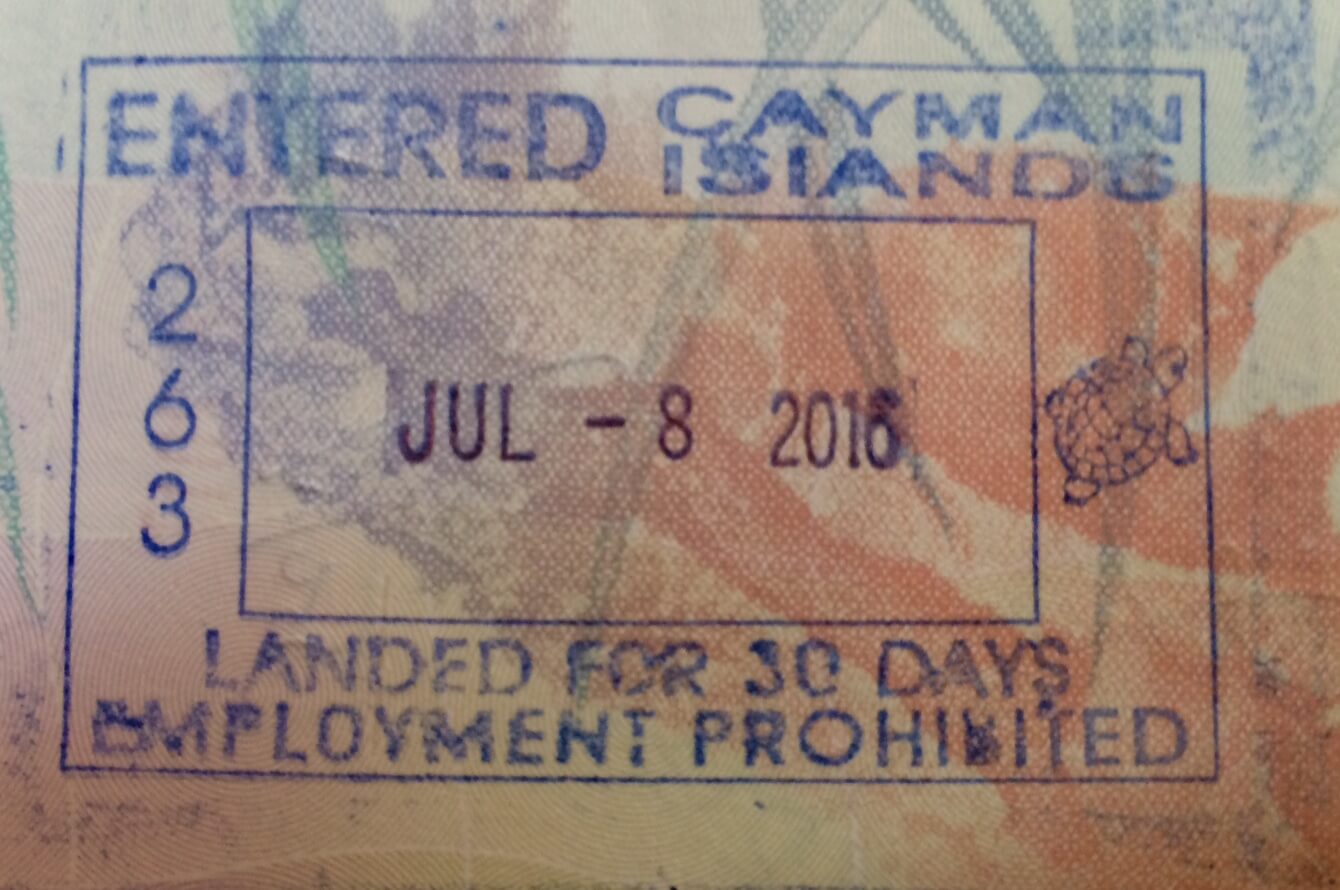 ENTERED CAYMAN ISLANDS
2
6
3
JUL - 8 2016
LANDED FOR 30 DAYS
EMPLOYMENT PROHIBITED